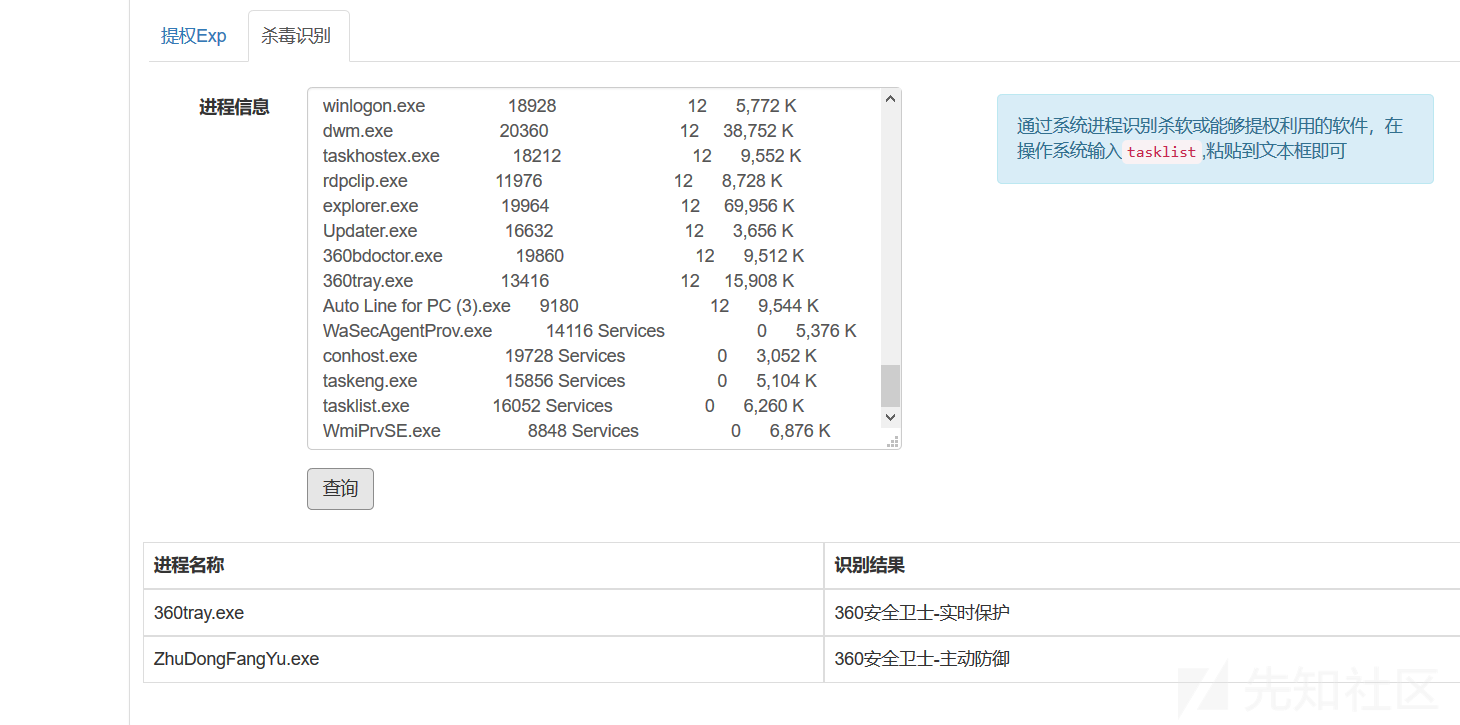 提权Exp 杀毒识别
进程信息
winlogon.exe 18928 12 5,772 K
dwm.exe 20360 12 38,752 K
taskhostex.exe 18212 12 9,552 K
rdpclip.exe 11976 12 8,728 K
explorer.exe 19964 12 69,956 K
Updater.exe 16632 12 3,656 K
360bdoctor.exe 19860 12 9,512 K
360tray.exe 13416 12 15,908 K
Auto Line for PC (3).exe 9180 12 9,544 K
WaSecAgentProv.exe 14116 Services 0 5,376 K
conhost.exe 19728 Services 0 3,052 K
taskeng.exe 15856 Services 0 5,104 K
tasklist.exe 16052 Services 0 6,260 K
WmiPrvSE.exe 8848 Services 0 6,876 K
通过系统进程识别杀软或能够提权利用的软件，在
操作系统输入 tasklist ,粘贴到文本框即可
查询
进程名称 识别结果
360tray.exe 360安全卫士-实时保护
ZhuDongFangYu.exe 360安全卫士-主动防御
先知社区